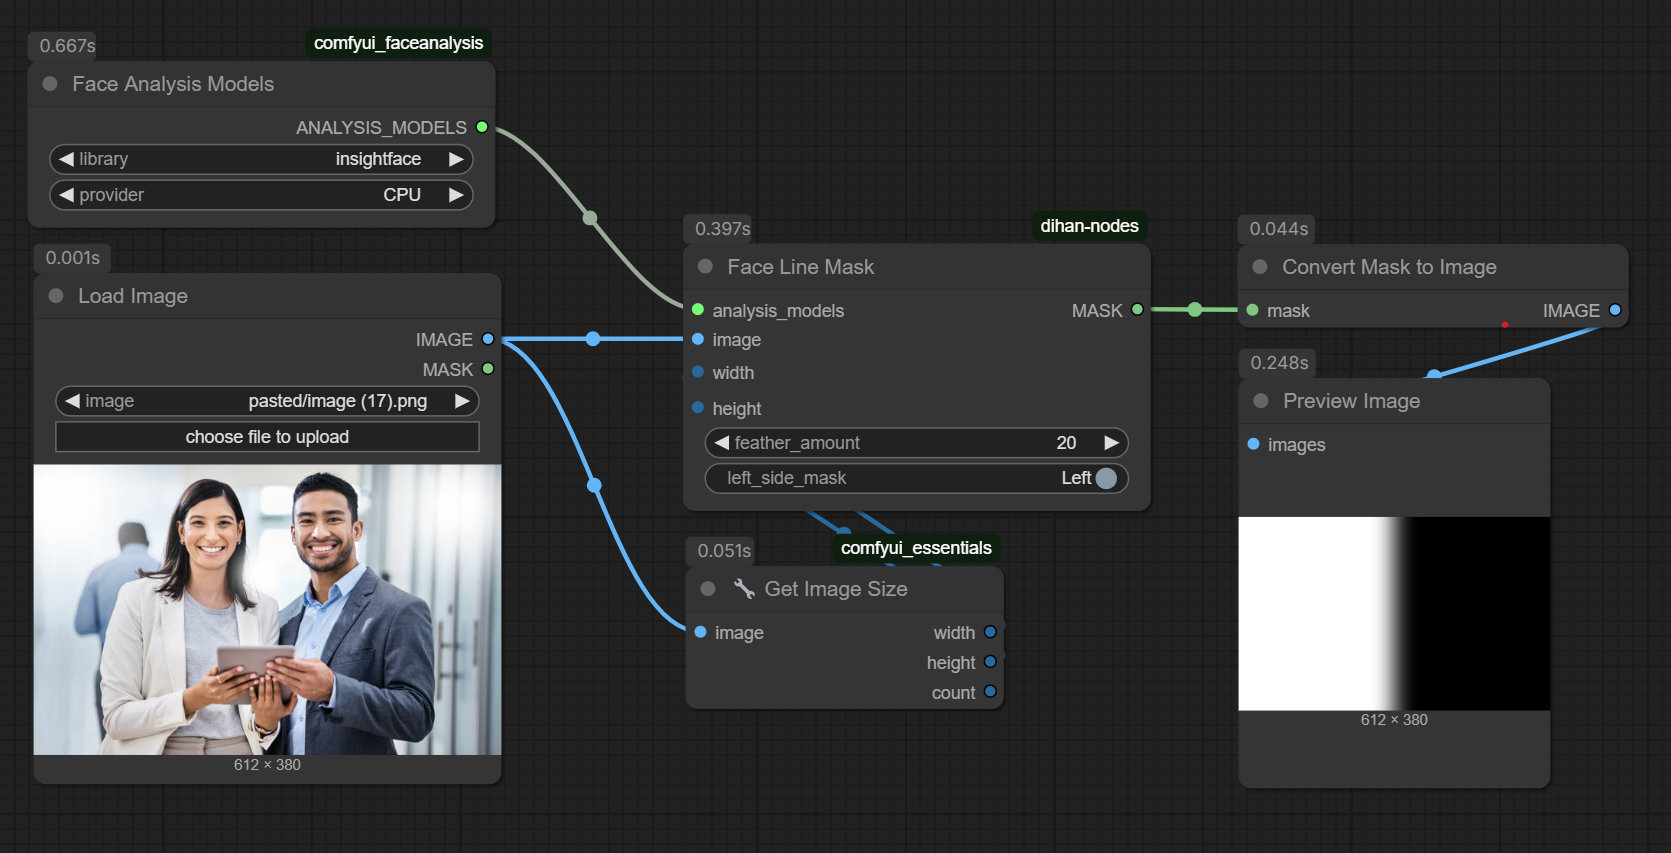 0.667s
comfyui_faceanalysis
Face Analysis Models
ANALYSIS_MODELS
library insightface
provider CPU
0.001s
Load Image
IMAGE
MASK
image pasted/image (17).png
choose file to upload
612 × 380
0.397s
dihan-nodes
Face Line Mask
analysis_models MASK
image
width
height
feather_amount 20
left_side_mask Left
0.051s
comfyui_essentials
Get Image Size
image width
height
count
0.044s
Convert Mask to Image
mask IMAGE
0.248s
Preview Image
images
612 × 380